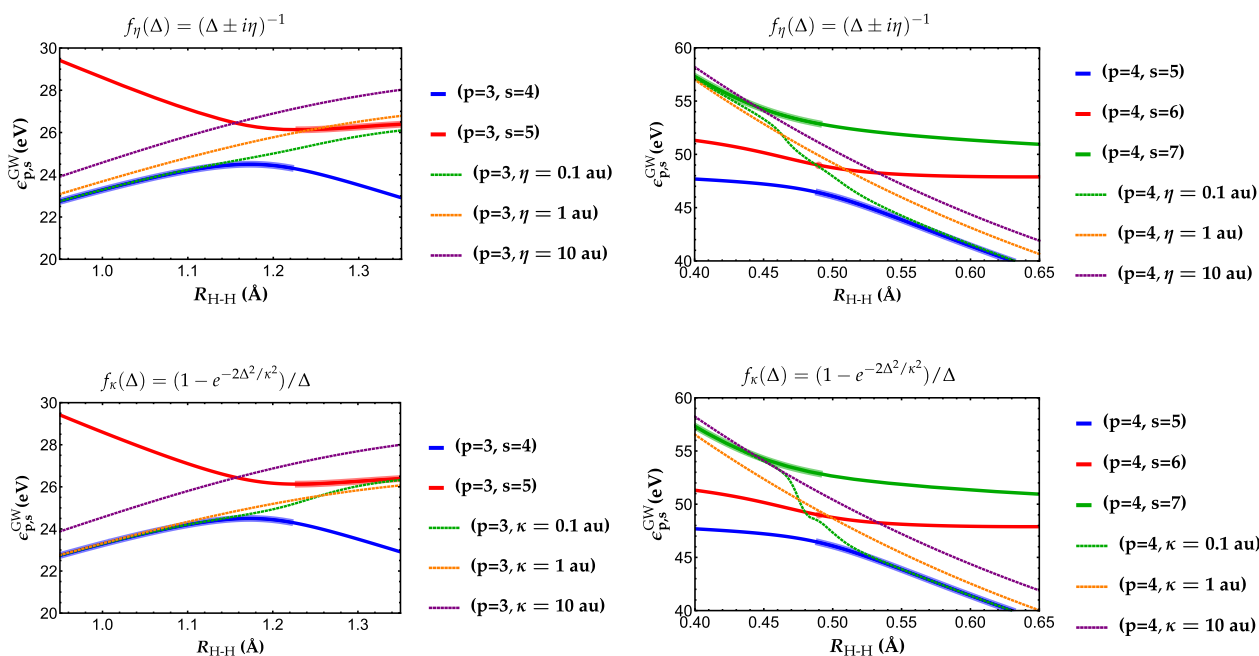 f_η(Δ) = (Δ ± iη)⁻¹
30
28
26
24
22
20
1.0 1.1 1.2 1.3
ϵ^GW_p,s (eV)
R_H-H (Å)
(p=3, s=4)
(p=3, s=5)
(p=3, η = 0.1 au)
(p=3, η = 1 au)
(p=3, η = 10 au)
f_η(Δ) = (Δ ± iη)⁻¹
60
55
50
45
40
0.40 0.45 0.50 0.55 0.60 0.65
ϵ^GW_p,s (eV)
R_H-H (Å)
(p=4, s=5)
(p=4, s=6)
(p=4, s=7)
(p=4, η = 0.1 au)
(p=4, η = 1 au)
(p=4, η = 10 au)
f_κ(Δ) = (1 − e^(−2Δ²/κ²))/Δ
30
28
26
24
22
20
1.0 1.1 1.2 1.3
ϵ^GW_p,s (eV)
R_H-H (Å)
(p=3, s=4)
(p=3, s=5)
(p=3, κ = 0.1 au)
(p=3, κ = 1 au)
(p=3, κ = 10 au)
f_κ(Δ) = (1 − e^(−2Δ²/κ²))/Δ
60
55
50
45
40
0.40 0.45 0.50 0.55 0.60 0.65
ϵ^GW_p,s (eV)
R_H-H (Å)
(p=4, s=5)
(p=4, s=6)
(p=4, s=7)
(p=4, κ = 0.1 au)
(p=4, κ = 1 au)
(p=4, κ = 10 au)